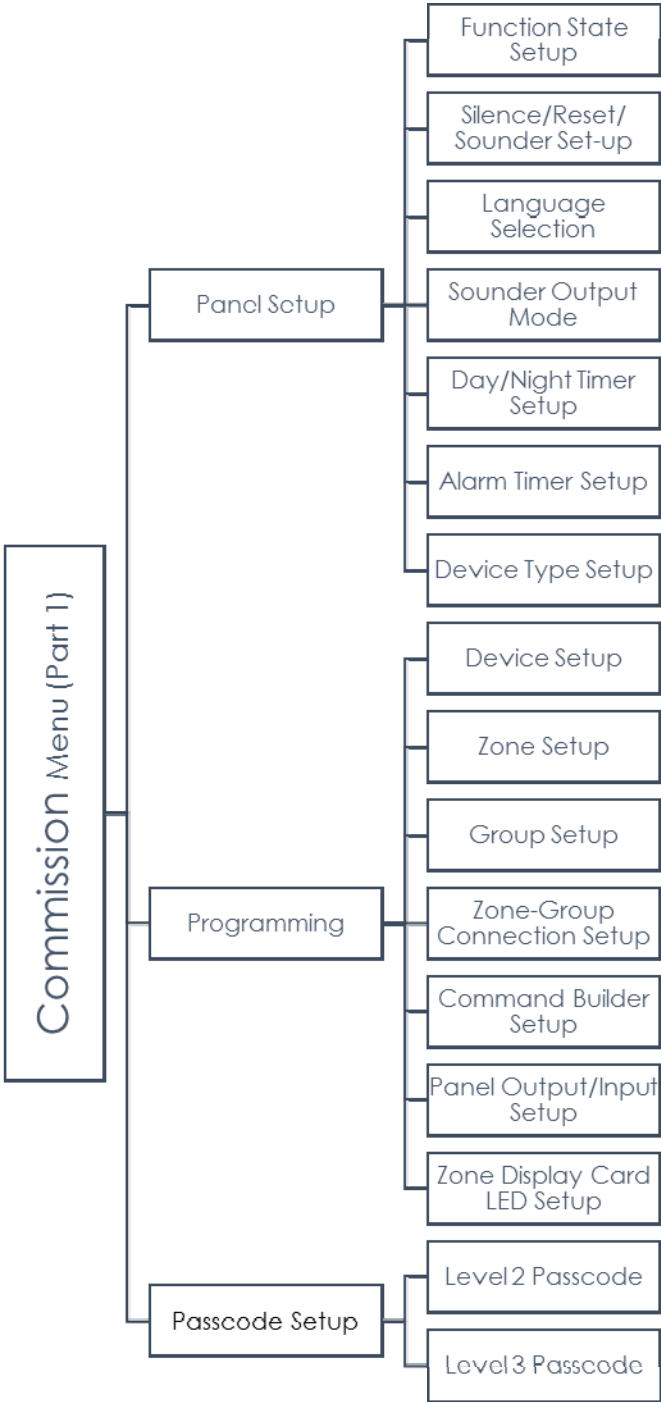 Commission Menu (Part 1)
Panel Setup
Function State
Setup
Silence/Reset/
Sounder Set-up
Language
Selection
Sounder Output
Mode
Day/Night Timer
Setup
Alarm Timer Setup
Device Type Setup
Programming
Device Setup
Zone Setup
Group Setup
Zone-Group
Connection Setup
Command Builder
Setup
Panel Output/Input
Setup
Zone Display Card
LED Setup
Passcode Setup
Level 2 Passcode
Level 3 Passcode